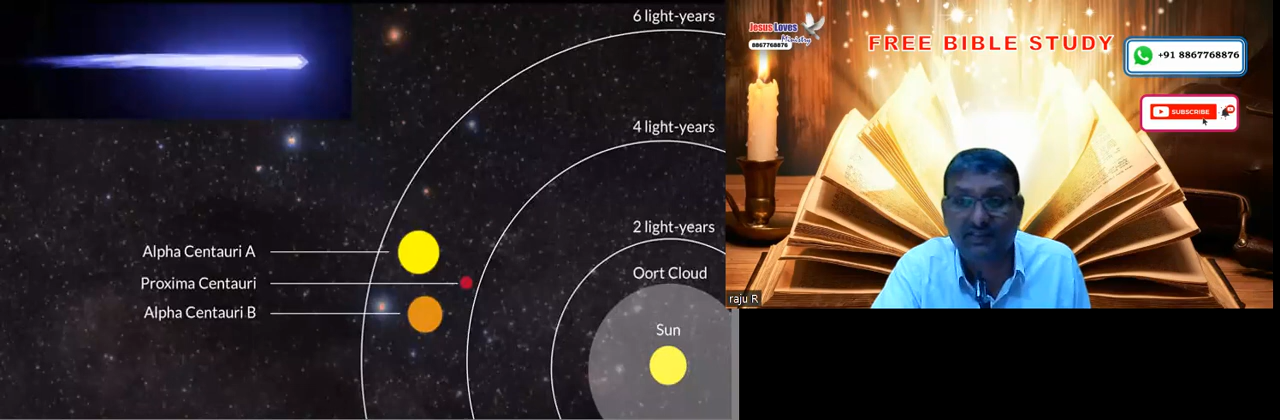 6 light-years
4 light-years
2 light-years
Oort Cloud
Sun
Alpha Centauri A
Proxima Centauri
Alpha Centauri B
Jesus Loves
Ministry
8867768876
FREE BIBLE STUDY
+91 8867768876
SUBSCRIBE
raju R